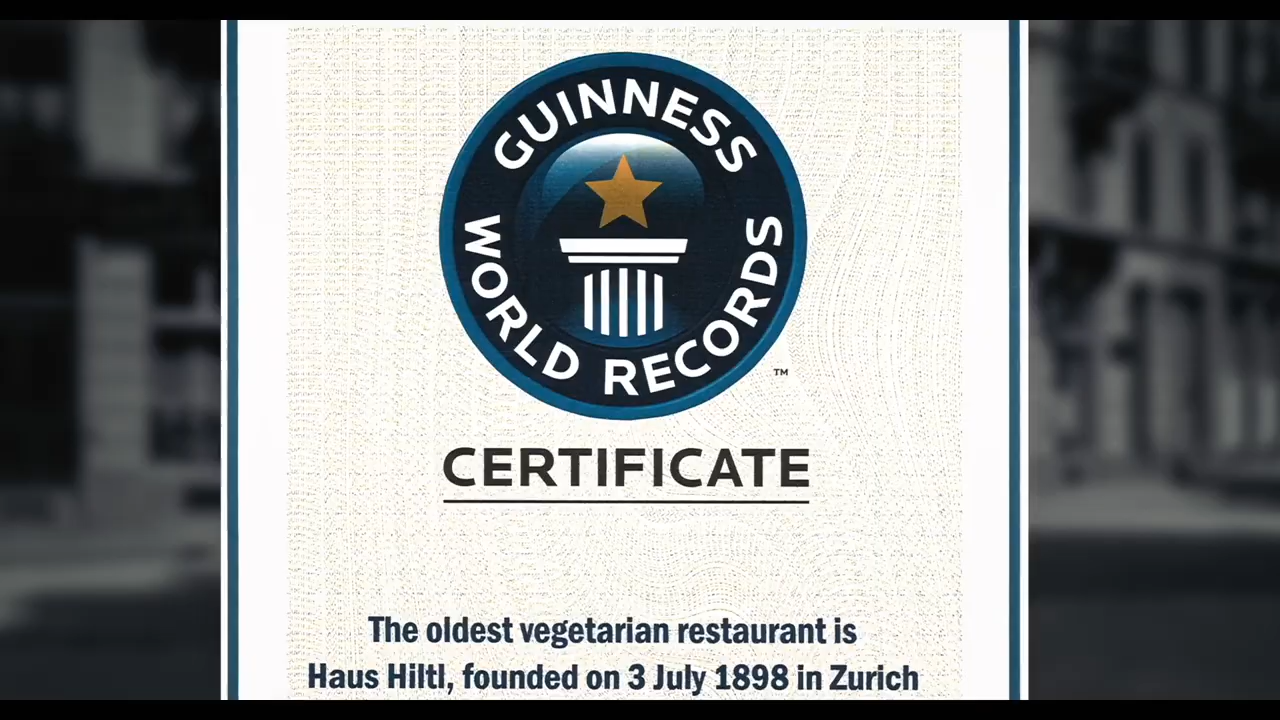 GUINNESS
WORLD RECORDS
™
CERTIFICATE
The oldest vegetarian restaurant is
Haus Hiltl, founded on 3 July 1898 in Zurich